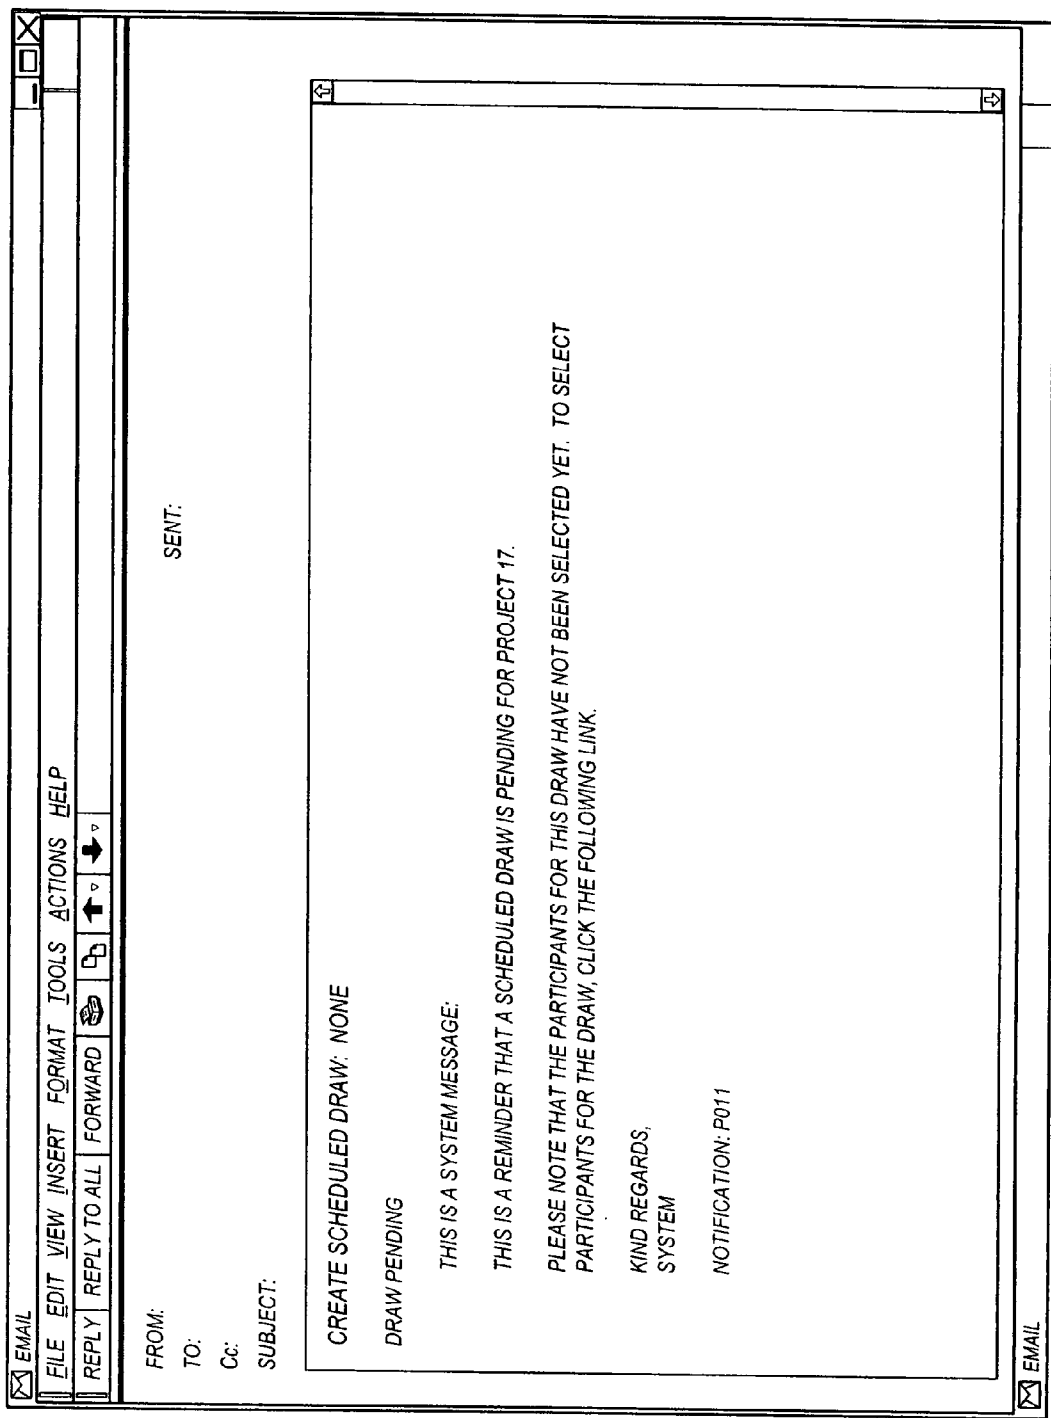 EMAIL
FILE EDIT VIEW INSERT FORMAT TOOLS ACTIONS HELP
REPLY REPLY TO ALL FORWARD
FROM: SENT:
TO:
Cc:
SUBJECT:
CREATE SCHEDULED DRAW: NONE
DRAW PENDING
THIS IS A SYSTEM MESSAGE:
THIS IS A REMINDER THAT A SCHEDULED DRAW IS PENDING FOR PROJECT 17.
PLEASE NOTE THAT THE PARTICIPANTS FOR THIS DRAW HAVE NOT BEEN SELECTED YET. TO SELECT
PARTICIPANTS FOR THE DRAW, CLICK THE FOLLOWING LINK.
KIND REGARDS,
SYSTEM
NOTIFICATION: P011
EMAIL